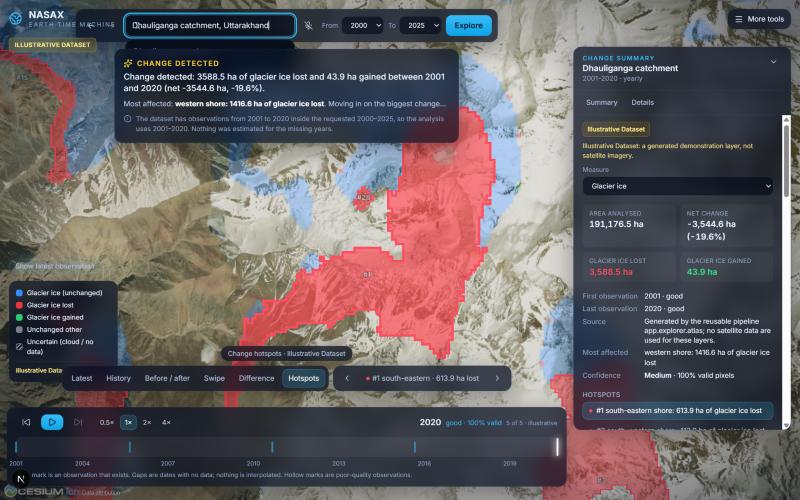 NASAX
EARTH TIME MACHINE
Dhauliganga catchment, Uttarakhand
From 2000 To 2025 Explore
More tools
ILLUSTRATIVE DATASET
CHANGE DETECTED
Change detected: 3588.5 ha of glacier ice lost and 43.9 ha gained between 2001
and 2020 (net -3544.6 ha, -19.6%).
Most affected: western shore: 1416.6 ha of glacier ice lost. Moving in on the biggest change...
The dataset has observations from 2001 to 2020 inside the requested 2000–2025, so the analysis
uses 2001–2020. Nothing was estimated for the missing years.
#1
Show latest observation
Glacier ice (unchanged)
Glacier ice lost
Glacier ice gained
Unchanged other
Uncertain (cloud / no
data)
Illustrative Data
Change hotspots · Illustrative Dataset
Latest History Before / after Swipe Difference Hotspots
#1 south-eastern · 613.9 ha lost
0.5× 1× 2× 4×
2020 good · 100% valid 5 of 5 · illustrative
2001 2004 2007 2010 2013 2016 2019
mark is an observation that exists. Gaps are dates with no data; nothing is interpolated. Hollow marks are poor-quality observations.
N
CESIUM ion Data attribution
CHANGE SUMMARY
Dhauliganga catchment
2001–2020 · yearly
Summary Details
Illustrative Dataset
Illustrative Dataset: a generated demonstration layer, not
satellite imagery.
Measure
Glacier ice
AREA ANALYSED
191,176.5 ha
NET CHANGE
-3,544.6 ha
(-19.6%)
GLACIER ICE LOST
3,588.5 ha
GLACIER ICE GAINED
43.9 ha
First observation 2001 · good
Last observation 2020 · good
Source Generated by the reusable pipeline
app.explorer.atlas; no satellite data are
used for these layers.
Most affected western shore: 1416.6 ha of glacier ice
lost
Confidence Medium · 100% valid pixels
HOTSPOTS
#1 south-eastern shore: 613.9 ha of glacier ice lost